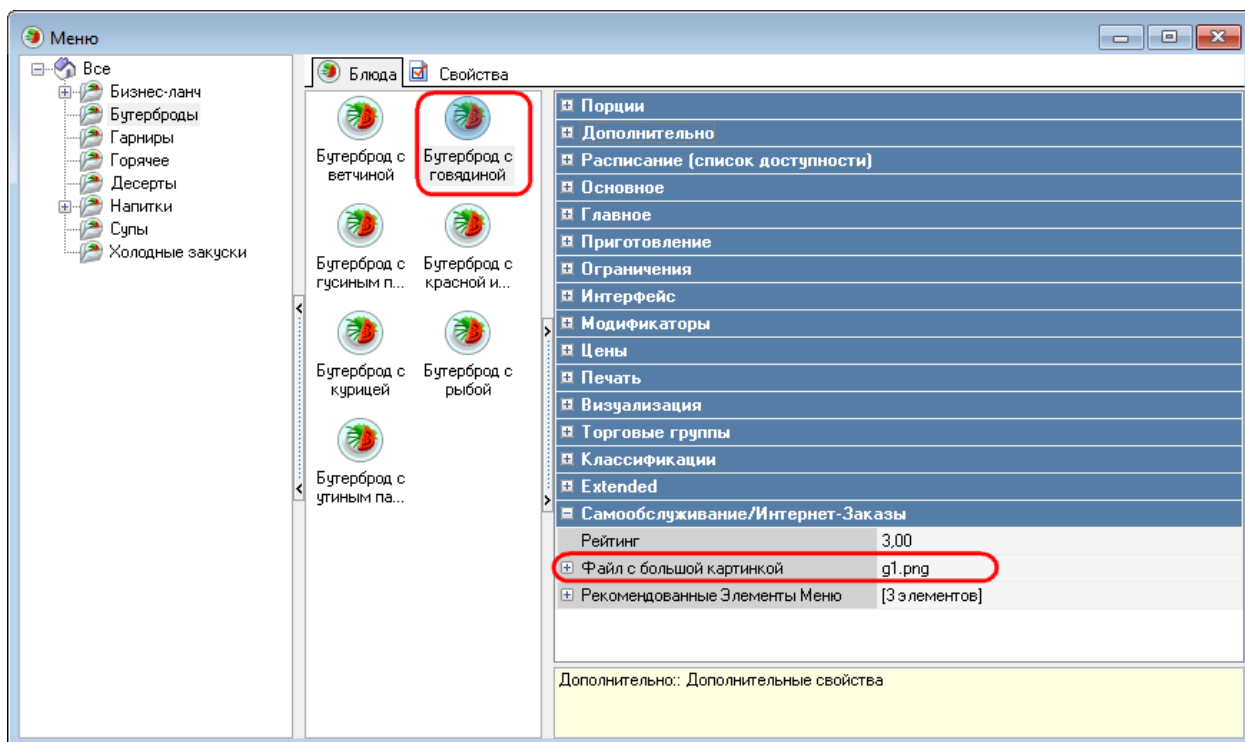 Меню
Все
Бизнес-ланч
Бутерброды
Гарниры
Горячее
Десерты
Напитки
Супы
Холодные закуски
Блюда
Свойства
Бутерброд с
ветчиной
Бутерброд с
говядиной
Бутерброд с
гусиным п...
Бутерброд с
красной и...
Бутерброд с
курицей
Бутерброд с
рыбой
Бутерброд с
утиным па...
Порции
Дополнительно
Расписание (список доступности)
Основное
Главное
Приготовление
Ограничения
Интерфейс
Модификаторы
Цены
Печать
Визуализация
Торговые группы
Классификации
Extended
Самообслуживание/Интернет-Заказы
Рейтинг 3,00
Файл с большой картинкой g1.png
Рекомендованные Элементы Меню [3 элементов]
Дополнительно:: Дополнительные свойства